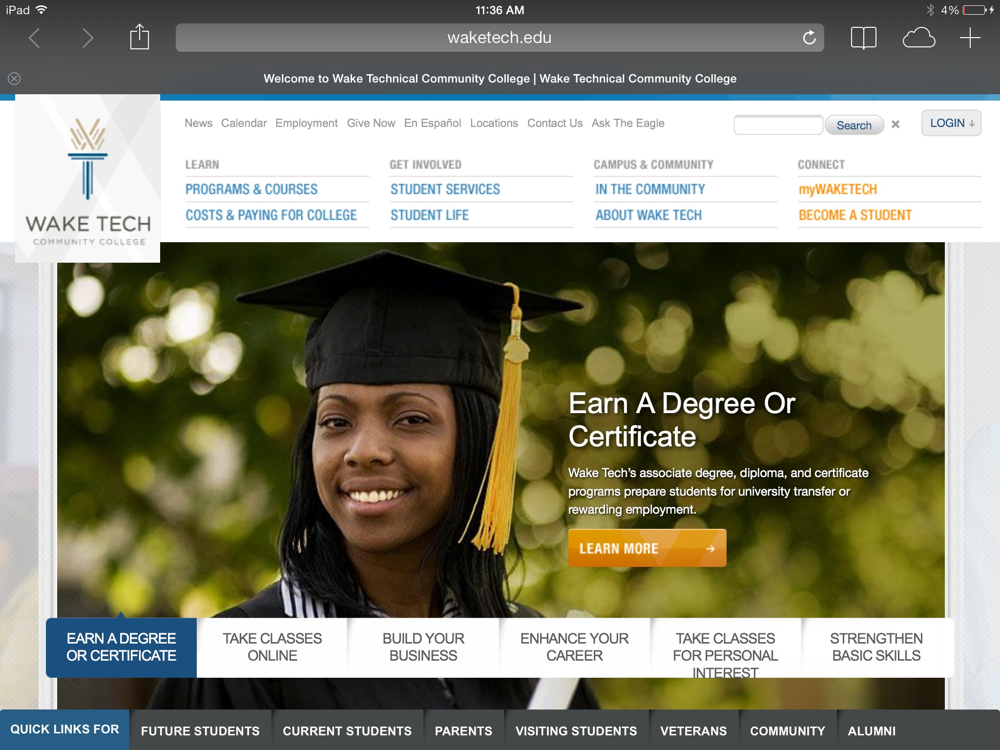 iPad
11:36 AM
4%
waketech.edu
Welcome to Wake Technical Community College | Wake Technical Community College
WAKE TECH
COMMUNITY COLLEGE
News Calendar Employment Give Now En Español Locations Contact Us Ask The Eagle
Search
LOGIN
LEARN
PROGRAMS & COURSES
COSTS & PAYING FOR COLLEGE
GET INVOLVED
STUDENT SERVICES
STUDENT LIFE
CAMPUS & COMMUNITY
IN THE COMMUNITY
ABOUT WAKE TECH
CONNECT
myWAKETECH
BECOME A STUDENT
Earn A Degree Or
Certificate
Wake Tech's associate degree, diploma, and certificate
programs prepare students for university transfer or
rewarding employment.
LEARN MORE
EARN A DEGREE
OR CERTIFICATE
TAKE CLASSES
ONLINE
BUILD YOUR
BUSINESS
ENHANCE YOUR
CAREER
TAKE CLASSES
FOR PERSONAL
INTEREST
STRENGTHEN
BASIC SKILLS
QUICK LINKS FOR
FUTURE STUDENTS
CURRENT STUDENTS
PARENTS
VISITING STUDENTS
VETERANS
COMMUNITY
ALUMNI